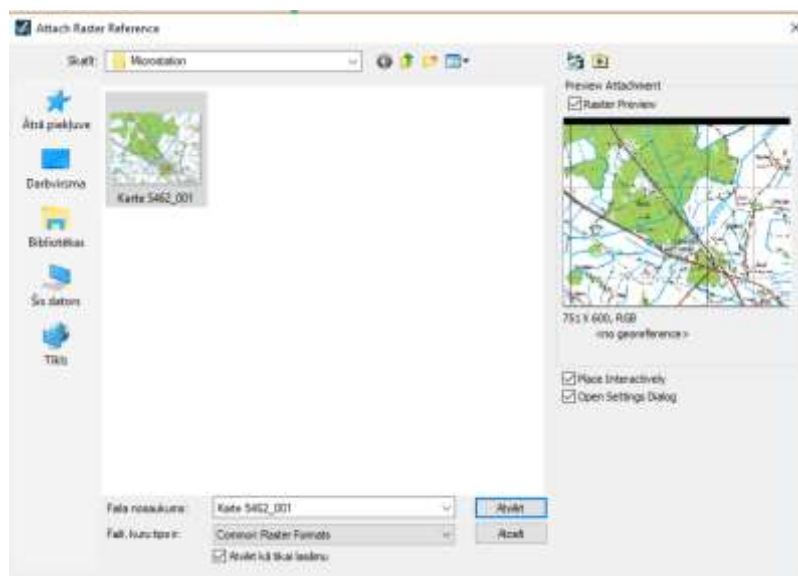 Attach Raster Reference
Skatīt:
Microstation
Preview Attachment
Raster Preview
Ātrā piekļuve
Darbvirsma
Bibliotēkas
Šis dators
Tīkls
Karte 5462_001
751 X 600, RGB
<no georeference>
Place Interactively
Open Settings Dialog
Faila nosaukums:
Karte 5462_001
Atvērt
Faili, kuru tips ir:
Common Raster Formats
Atcelt
Atvērt kā tikai lasāmu